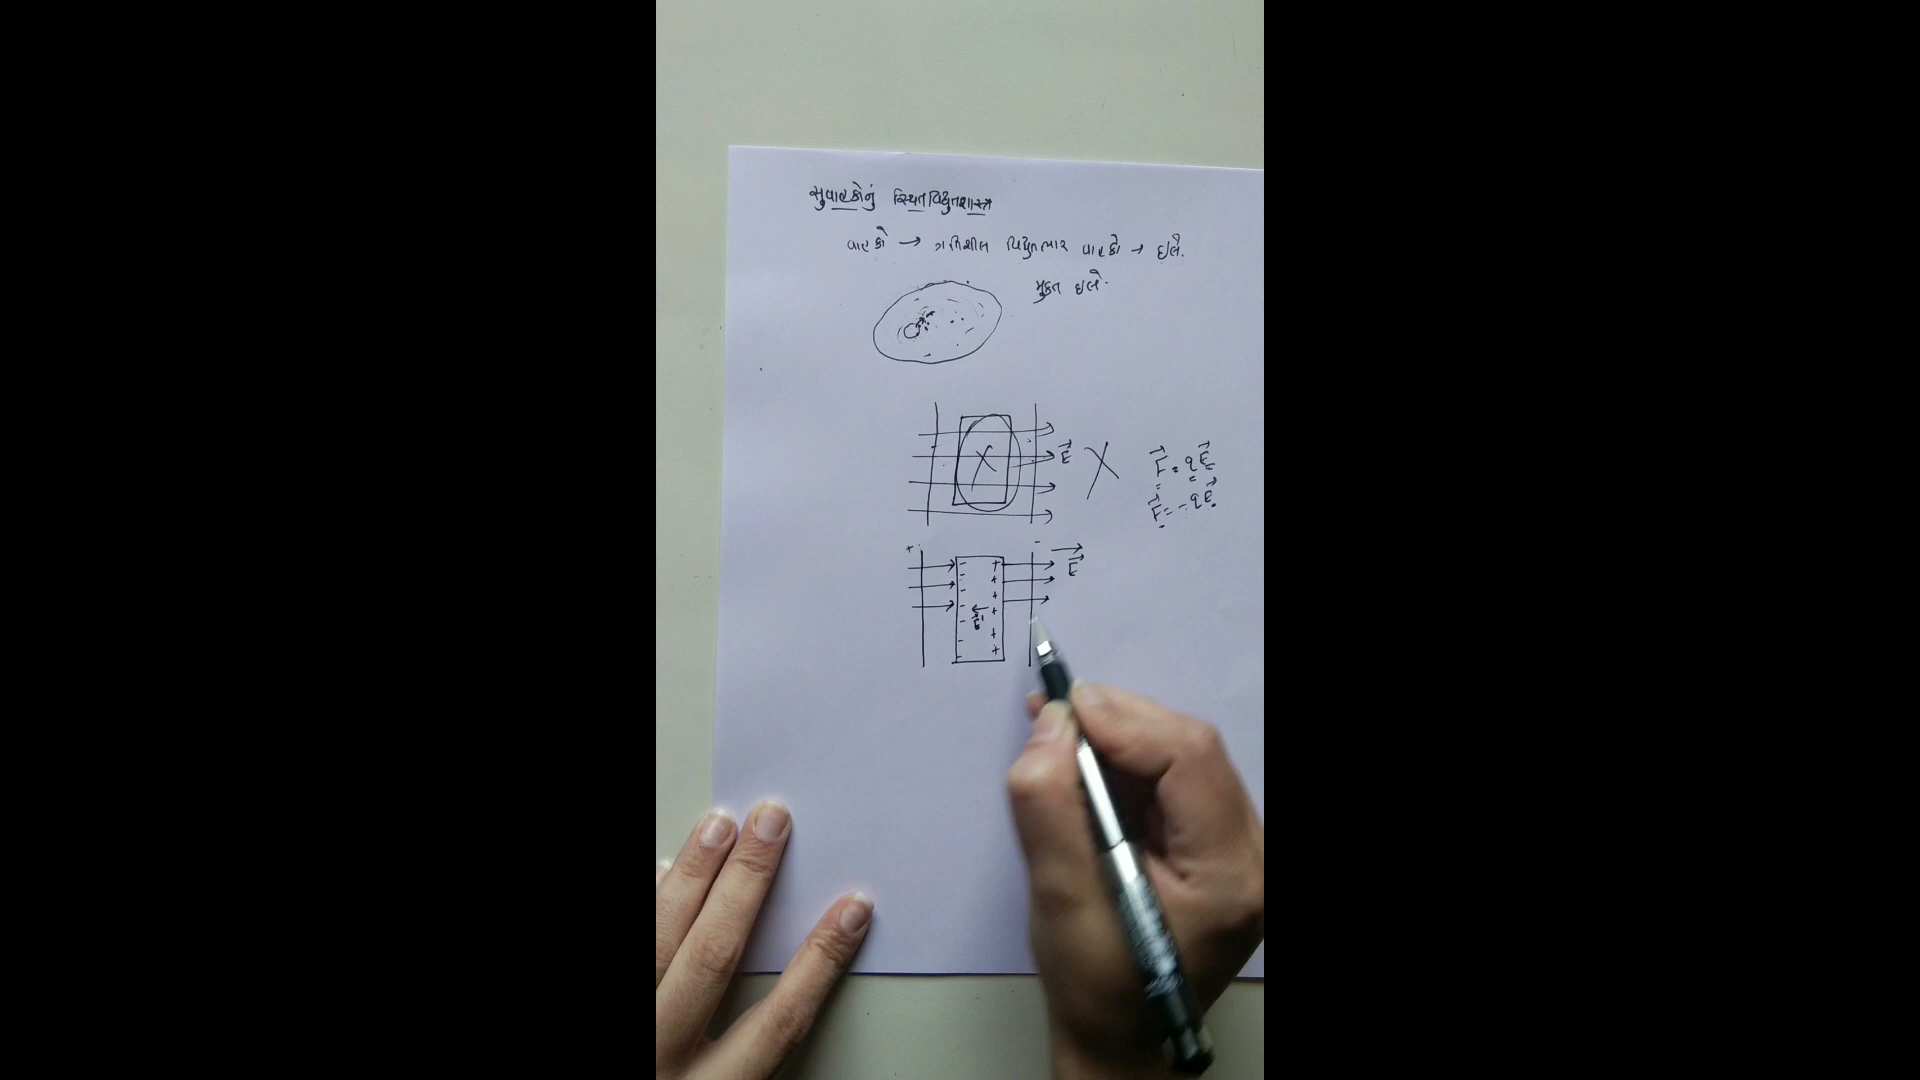 સુવાહકોનું સ્થિતવિદ્યુતશાસ્ત્ર
વાહકો → ગતિશીલ વિદ્યુતભાર વાહકો → ઇલે.
મુક્ત ઇલે.
X E⃗ X
F⃗ = qE⃗
F⃗ = -qE⃗
+ -
E⃗
- - - - - - -
+ + + + + +
E⃗'